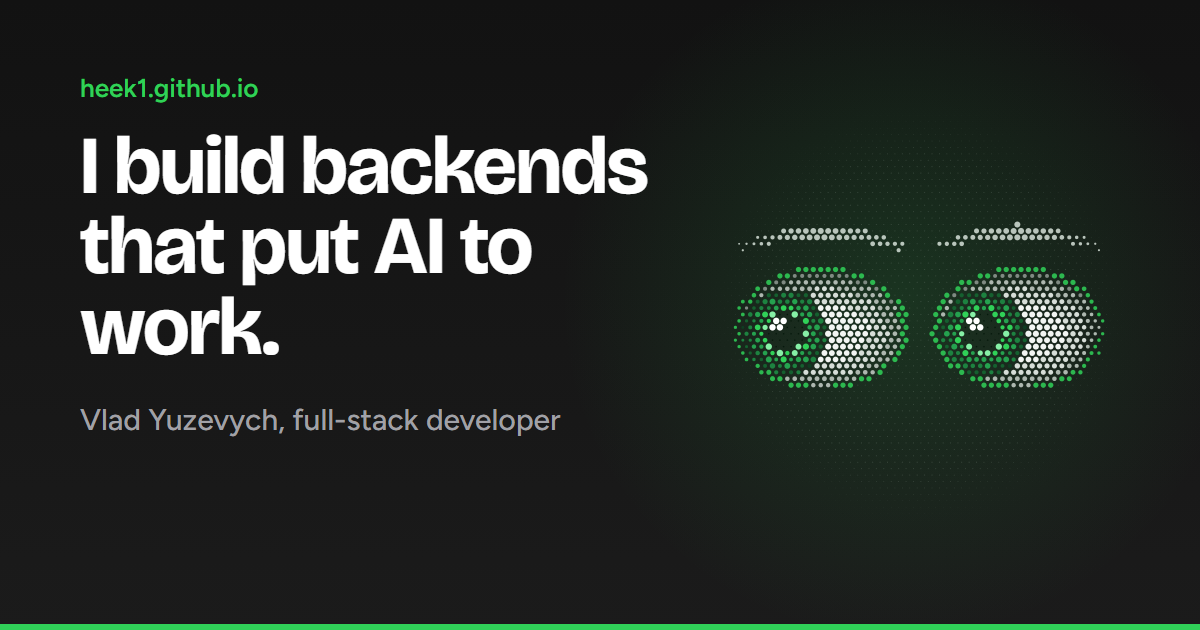 heek1.github.io
I build backends
that put AI to
work.
Vlad Yuzevych, full-stack developer